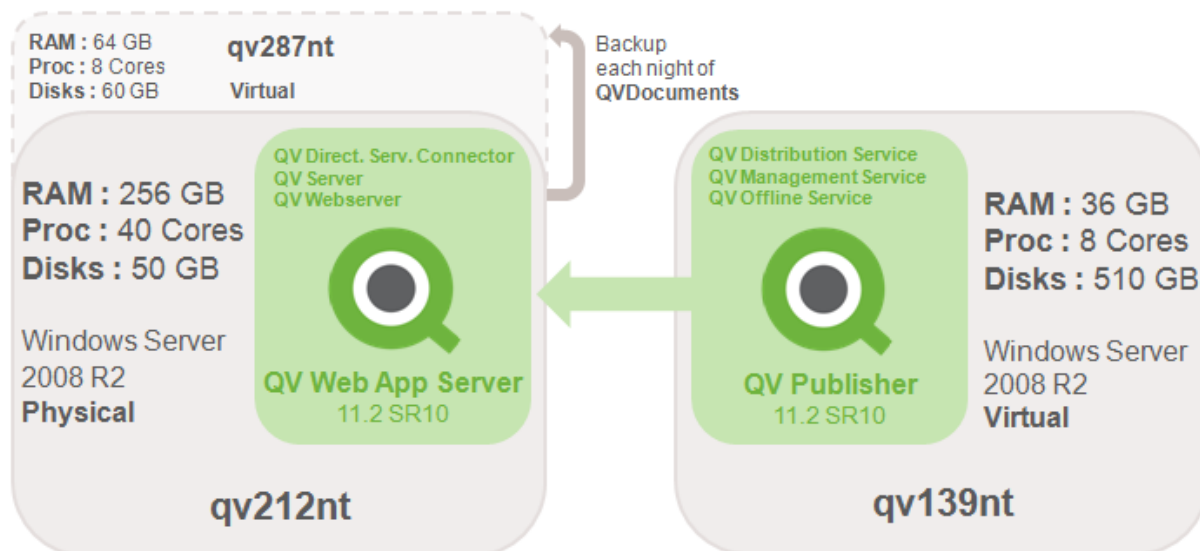 RAM : 64 GB
Proc : 8 Cores
Disks : 60 GB
qv287nt
Virtual
Backup
each night of
QVDocuments
RAM : 256 GB
Proc : 40 Cores
Disks : 50 GB
Windows Server
2008 R2
Physical
QV Direct. Serv. Connector
QV Server
QV Webserver
QV Web App Server
11.2 SR10
qv212nt
QV Distribution Service
QV Management Service
QV Offline Service
QV Publisher
11.2 SR10
RAM : 36 GB
Proc : 8 Cores
Disks : 510 GB
Windows Server
2008 R2
Virtual
qv139nt